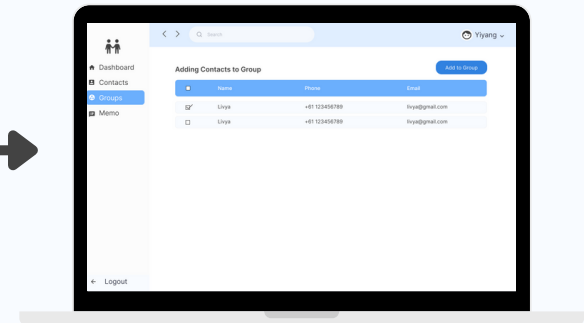 Search
Yiyang
Dashboard
Contacts
Groups
Memo
Logout
Adding Contacts to Group
Add to Group
Name Phone Email
Livya +61 123456789 livya@gmail.com
Livya +61 123456789 livya@gmail.com